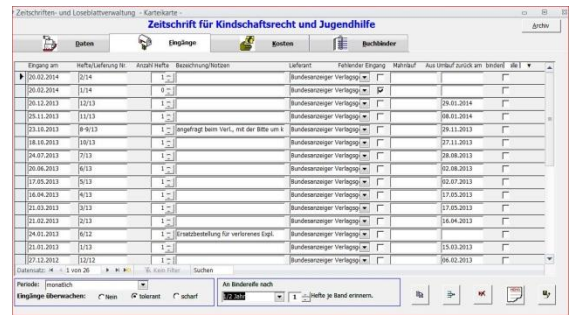 Zeitschriften- und Loseblattverwaltung - Karteikarte -
Zeitschrift für Kindschaftsrecht und Jugendhilfe
Archiv
Daten Eingänge Kosten Buchbinder
Eingang am Hefte/Lieferung Nr. Anzahl Hefte Bezeichnung/Notizen Lieferant Fehlender Eingang Mahnlauf Aus Umlauf zurück am binden alle
20.02.2014 2/14 1 Bundesanzeiger Verlagsg
20.02.2014 1/14 0 Bundesanzeiger Verlagsg
20.12.2013 12/13 1 Bundesanzeiger Verlagsg 29.01.2014
25.11.2013 11/13 1 Bundesanzeiger Verlagsg 08.01.2014
23.10.2013 8-9/13 1 angefragt beim Verl., mit der Bitte um k Bundesanzeiger Verlagsg 29.11.2013
18.10.2013 10/13 1 Bundesanzeiger Verlagsg 27.11.2013
24.07.2013 7/13 1 Bundesanzeiger Verlagsg 28.08.2013
20.06.2013 6/13 1 Bundesanzeiger Verlagsg 02.08.2013
17.05.2013 5/13 1 Bundesanzeiger Verlagsg 02.07.2013
16.04.2013 4/13 1 Bundesanzeiger Verlagsg 17.05.2013
21.03.2013 3/13 1 Bundesanzeiger Verlagsg 17.05.2013
21.02.2013 2/13 1 Bundesanzeiger Verlagsg 16.04.2013
24.01.2013 6/12 1 Ersatzbestellung für verlorenes Expl. Bundesanzeiger Verlagsg
21.01.2013 1/13 1 Bundesanzeiger Verlagsg 15.03.2013
27.12.2012 12/12 1 Bundesanzeiger Verlagsg 06.02.2013
Datensatz: 1 von 26 Kein Filter Suchen
Periode: monatlich An Bindereife nach
Eingänge überwachen: Nein tolerant scharf 1/2 Jahr 1 Hefte je Band erinnern.